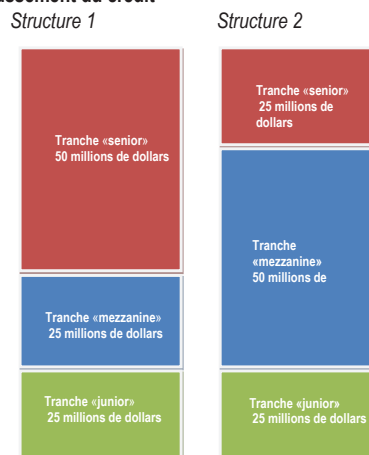 du crédit
Structure 1
Structure 2
Tranche «senior»
50 millions de dollars
Tranche «mezzanine»
25 millions de dollars
Tranche «junior»
25 millions de dollars
Tranche «senior»
25 millions de
dollars
Tranche
«mezzanine»
50 millions de
Tranche «junior»
25 millions de dollars